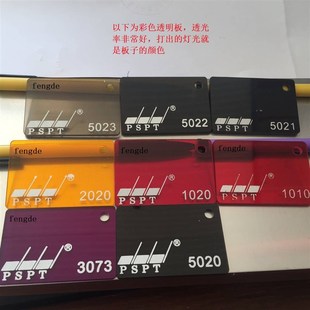 以下为彩色透明板，透光
率非常好，打出的灯光就
是板子的颜色
fengde
PSPT ® 5023
5022
5021
fengde
PSPT ® 2020
fengde
PSPT ® 1020
1010
fengde
PSPT ® 3073
PSPT ® 5020